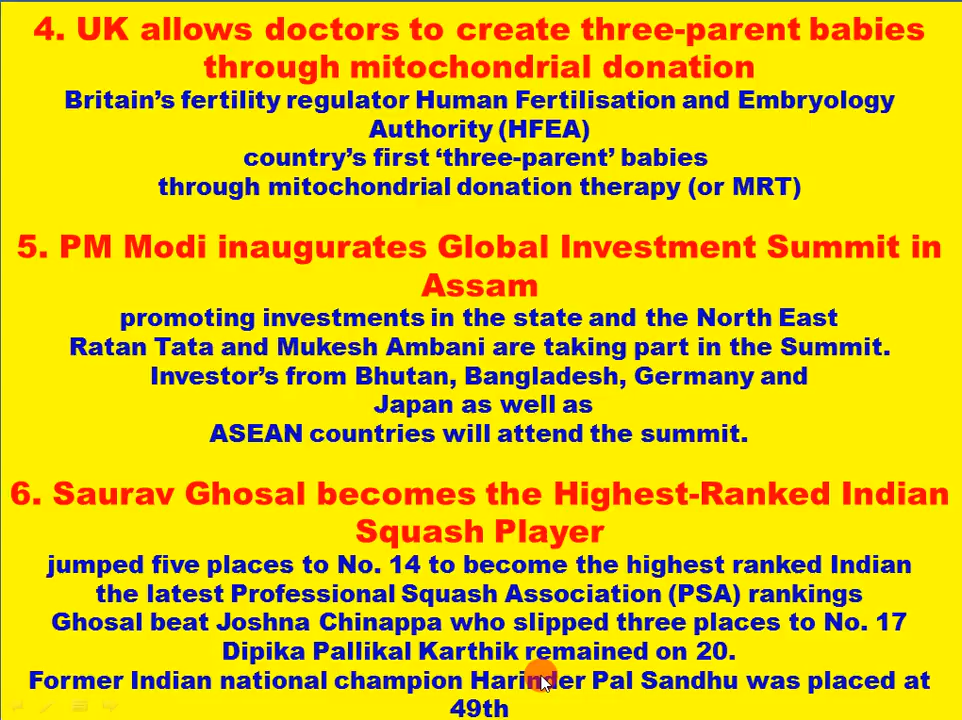 4. UK allows doctors to create three-parent babies
through mitochondrial donation
Britain’s fertility regulator Human Fertilisation and Embryology
Authority (HFEA)
country’s first ‘three-parent’ babies
through mitochondrial donation therapy (or MRT)
5. PM Modi inaugurates Global Investment Summit in
Assam
promoting investments in the state and the North East
Ratan Tata and Mukesh Ambani are taking part in the Summit.
Investor’s from Bhutan, Bangladesh, Germany and
Japan as well as
ASEAN countries will attend the summit.
6. Saurav Ghosal becomes the Highest-Ranked Indian
Squash Player
jumped five places to No. 14 to become the highest ranked Indian
the latest Professional Squash Association (PSA) rankings
Ghosal beat Joshna Chinappa who slipped three places to No. 17
Dipika Pallikal Karthik remained on 20.
Former Indian national champion Harinder Pal Sandhu was placed at
49th